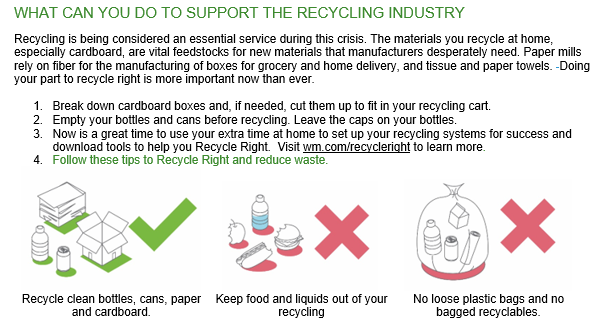 WHAT CAN YOU DO TO SUPPORT THE RECYCLING INDUSTRY
Recycling is being considered an essential service during this crisis. The materials you recycle at home,
especially cardboard, are vital feedstocks for new materials that manufacturers desperately need. Paper mills
rely on fiber for the manufacturing of boxes for grocery and home delivery, and tissue and paper towels. -Doing
your part to recycle right is more important now than ever.
1. Break down cardboard boxes and, if needed, cut them up to fit in your recycling cart.
2. Empty your bottles and cans before recycling. Leave the caps on your bottles.
3. Now is a great time to use your extra time at home to set up your recycling systems for success and
download tools to help you Recycle Right. Visit wm.com/recycleright to learn more.
4. Follow these tips to Recycle Right and reduce waste.
Recycle clean bottles, cans, paper
and cardboard.
Keep food and liquids out of your
recycling
No loose plastic bags and no
bagged recyclables.